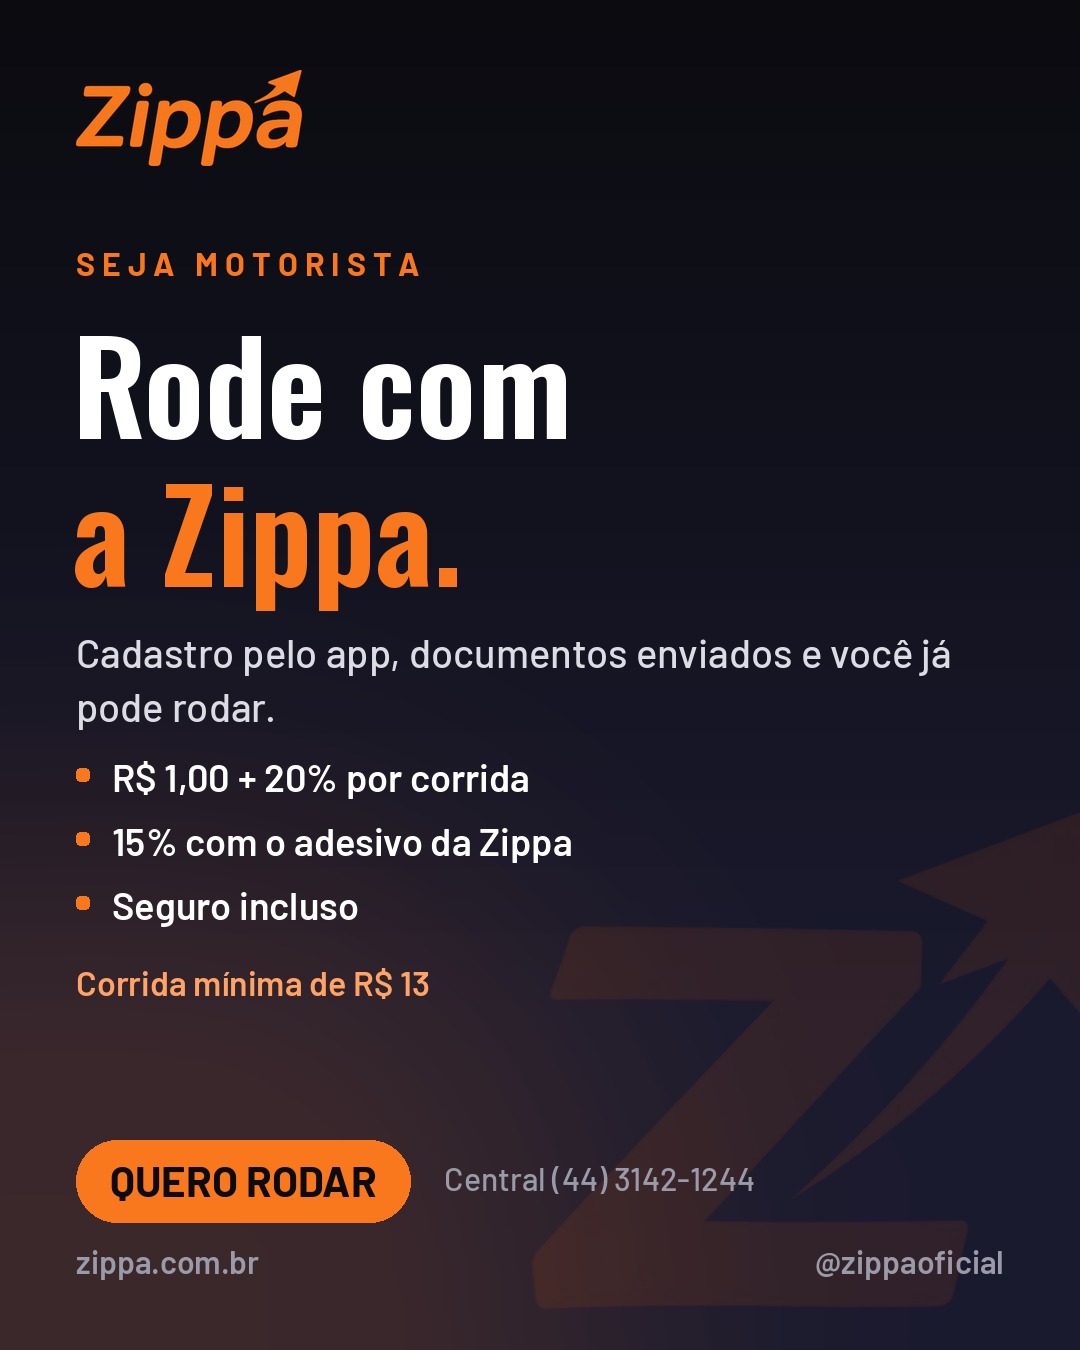 Zippa
SEJA MOTORISTA
Rode com
a Zippa.
Cadastro pelo app, documentos enviados e você já
pode rodar.
R$ 1,00 + 20% por corrida
15% com o adesivo da Zippa
Seguro incluso
Corrida mínima de R$ 13
QUERO RODAR
Central (44) 3142-1244
zippa.com.br
@zippaoficial